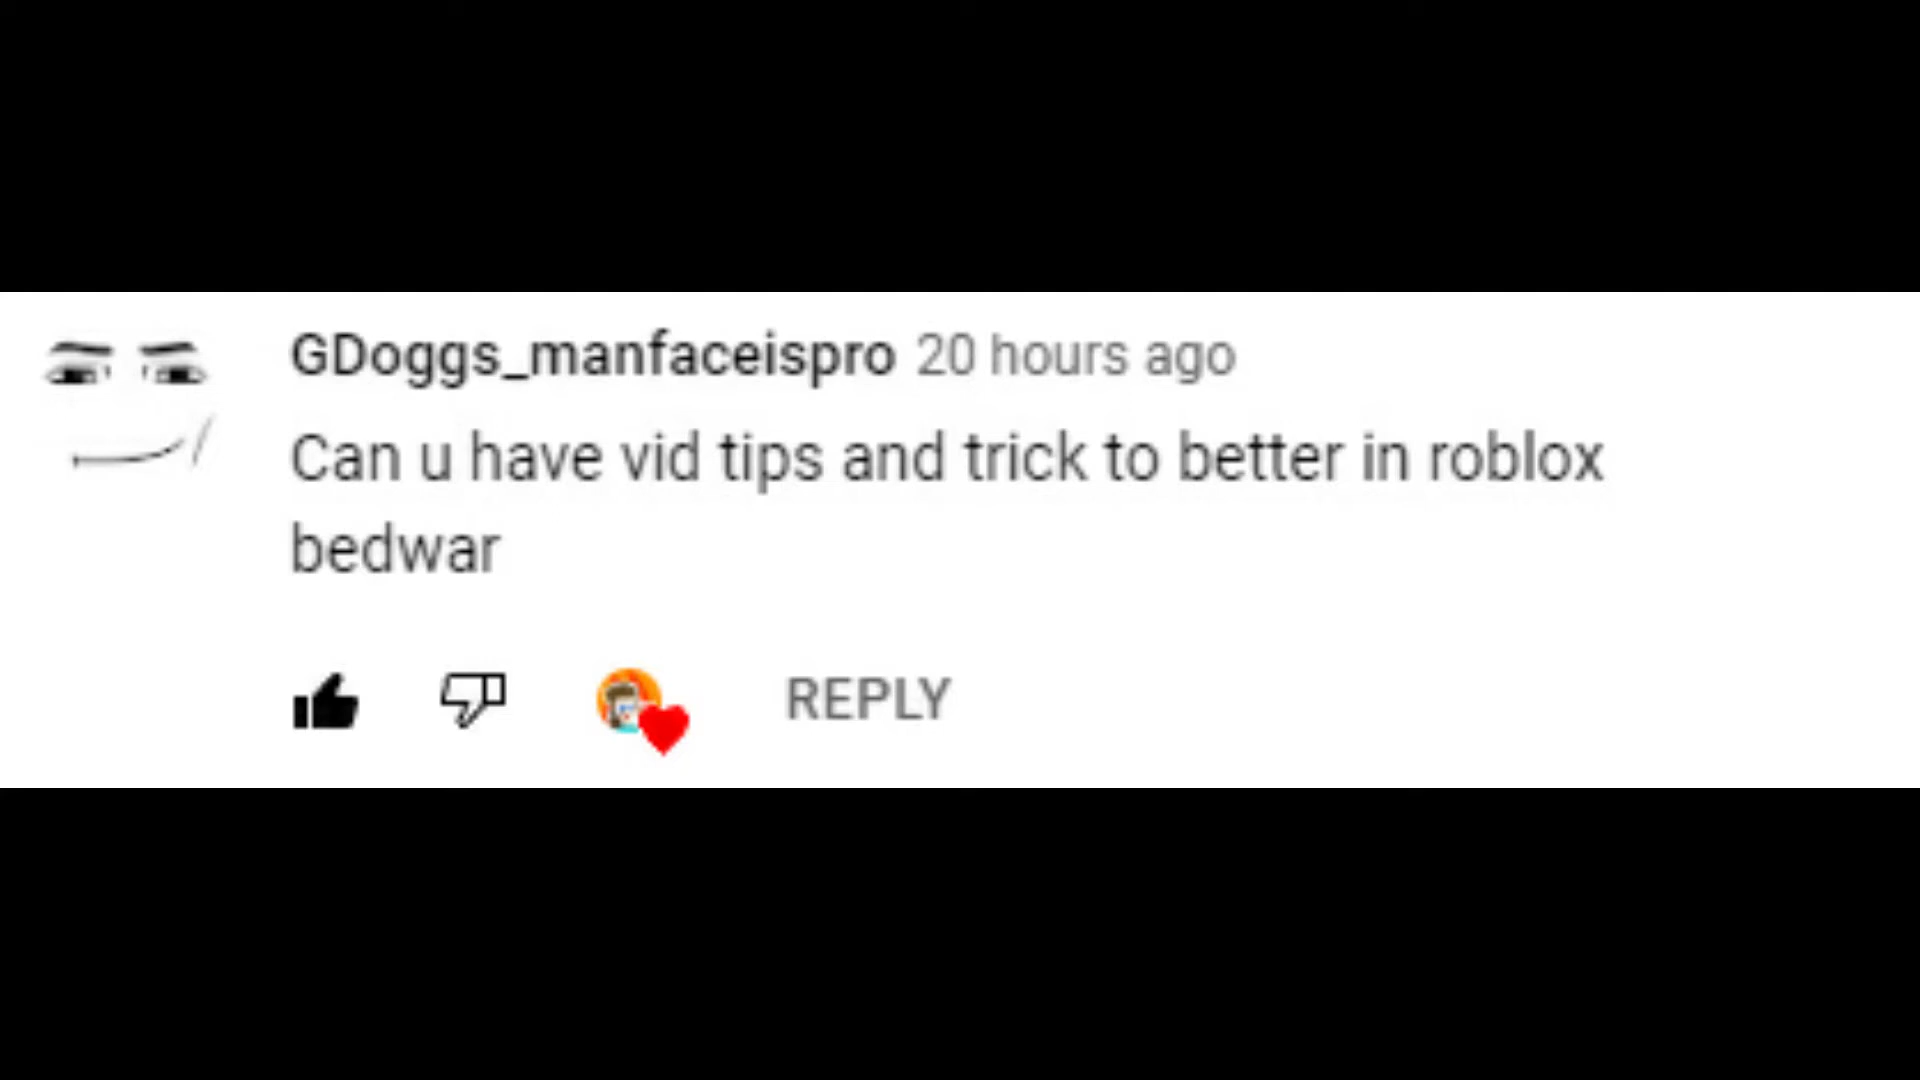 GDoggs_manfaceispro 20 hours ago
Can u have vid tips and trick to better in roblox
bedwar
REPLY